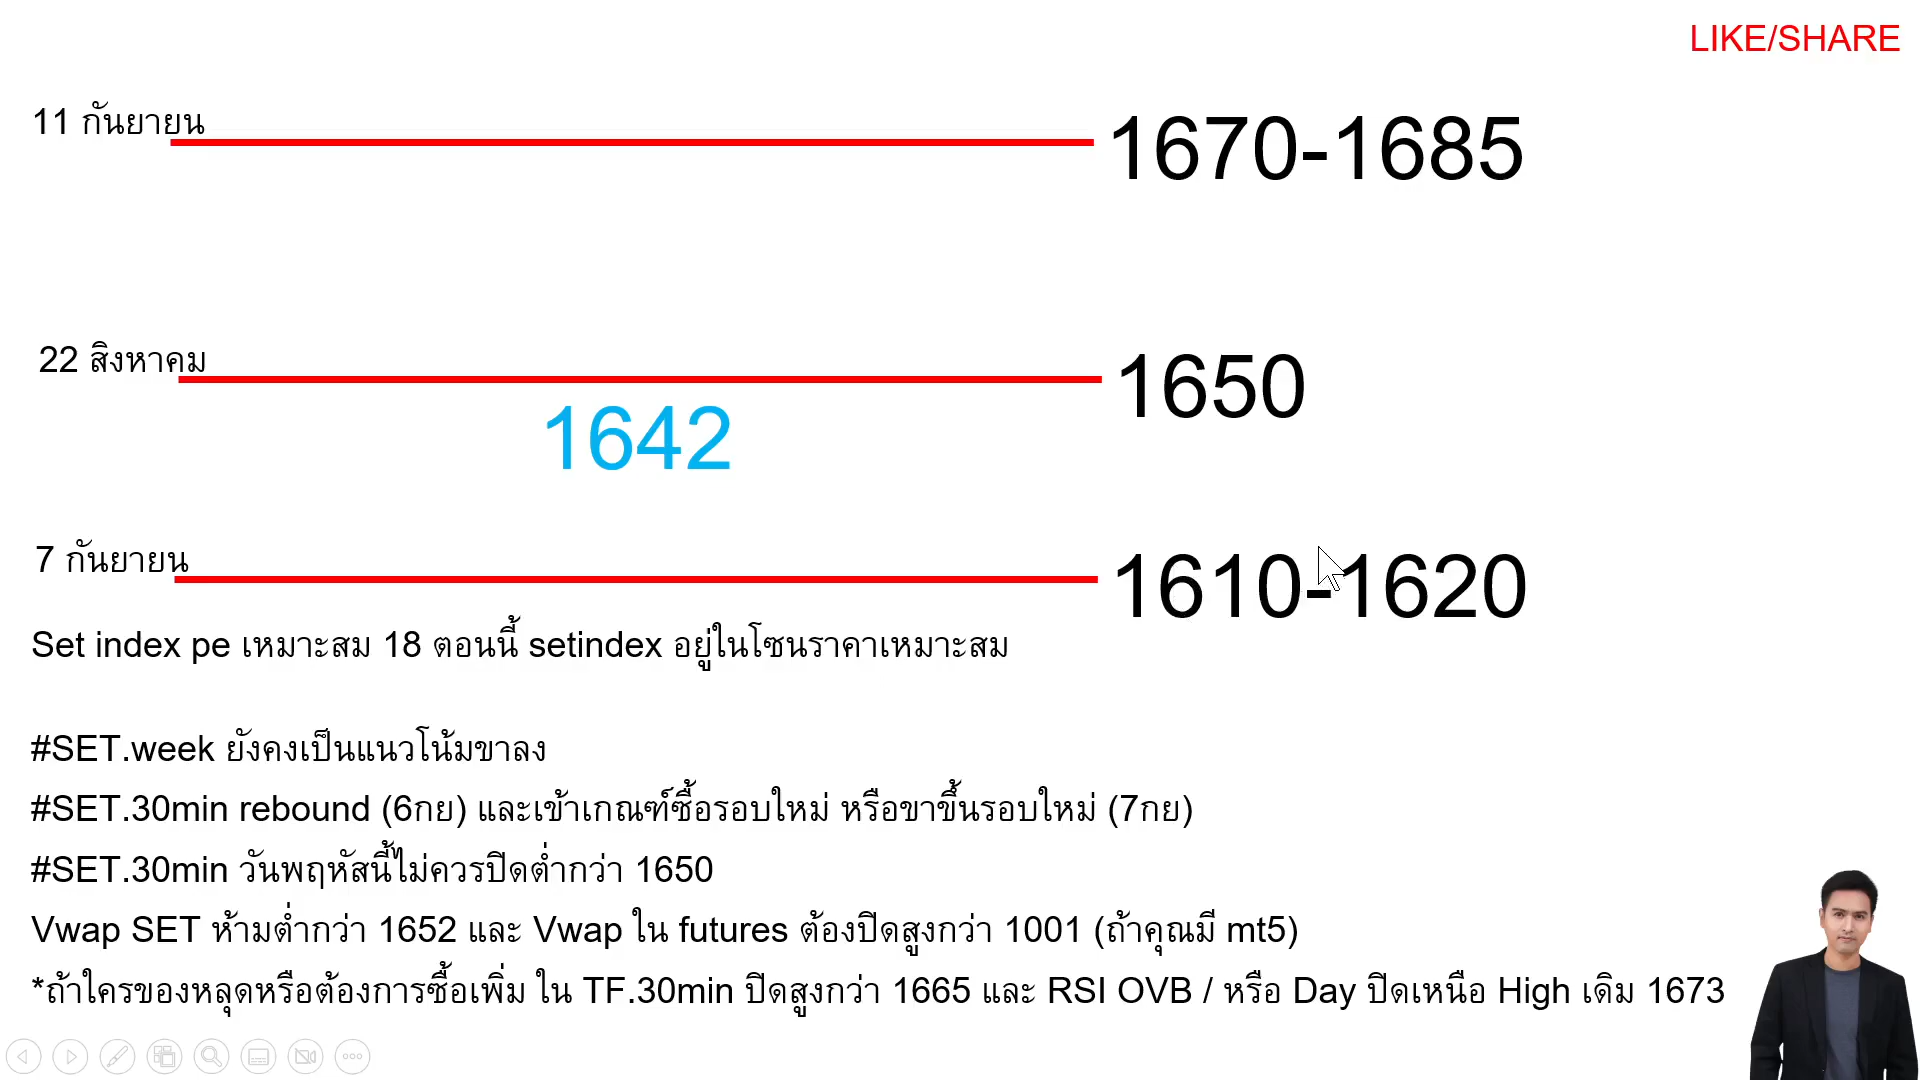 LIKE/SHARE
11 กันยายน
1670-1685
22 สิงหาคม
1650
1642
7 กันยายน
1610-1620
Set index pe เหมาะสม 18 ตอนนี้ setindex อยู่ในโซนราคาเหมาะสม
#SET.week ยังคงเป็นแนวโน้มขาลง
#SET.30min rebound (6กย) และเข้าเกณฑ์ซื้อรอบใหม่ หรือขาขึ้นรอบใหม่ (7กย)
#SET.30min วันพฤหัสนี้ไม่ควรปิดต่ำกว่า 1650
Vwap SET ห้ามต่ำกว่า 1652 และ Vwap ใน futures ต้องปิดสูงกว่า 1001 (ถ้าคุณมี mt5)
*ถ้าใครของหลุดหรือต้องการซื้อเพิ่ม ใน TF.30min ปิดสูงกว่า 1665 และ RSI OVB / หรือ Day ปิดเหนือ High เดิม 1673